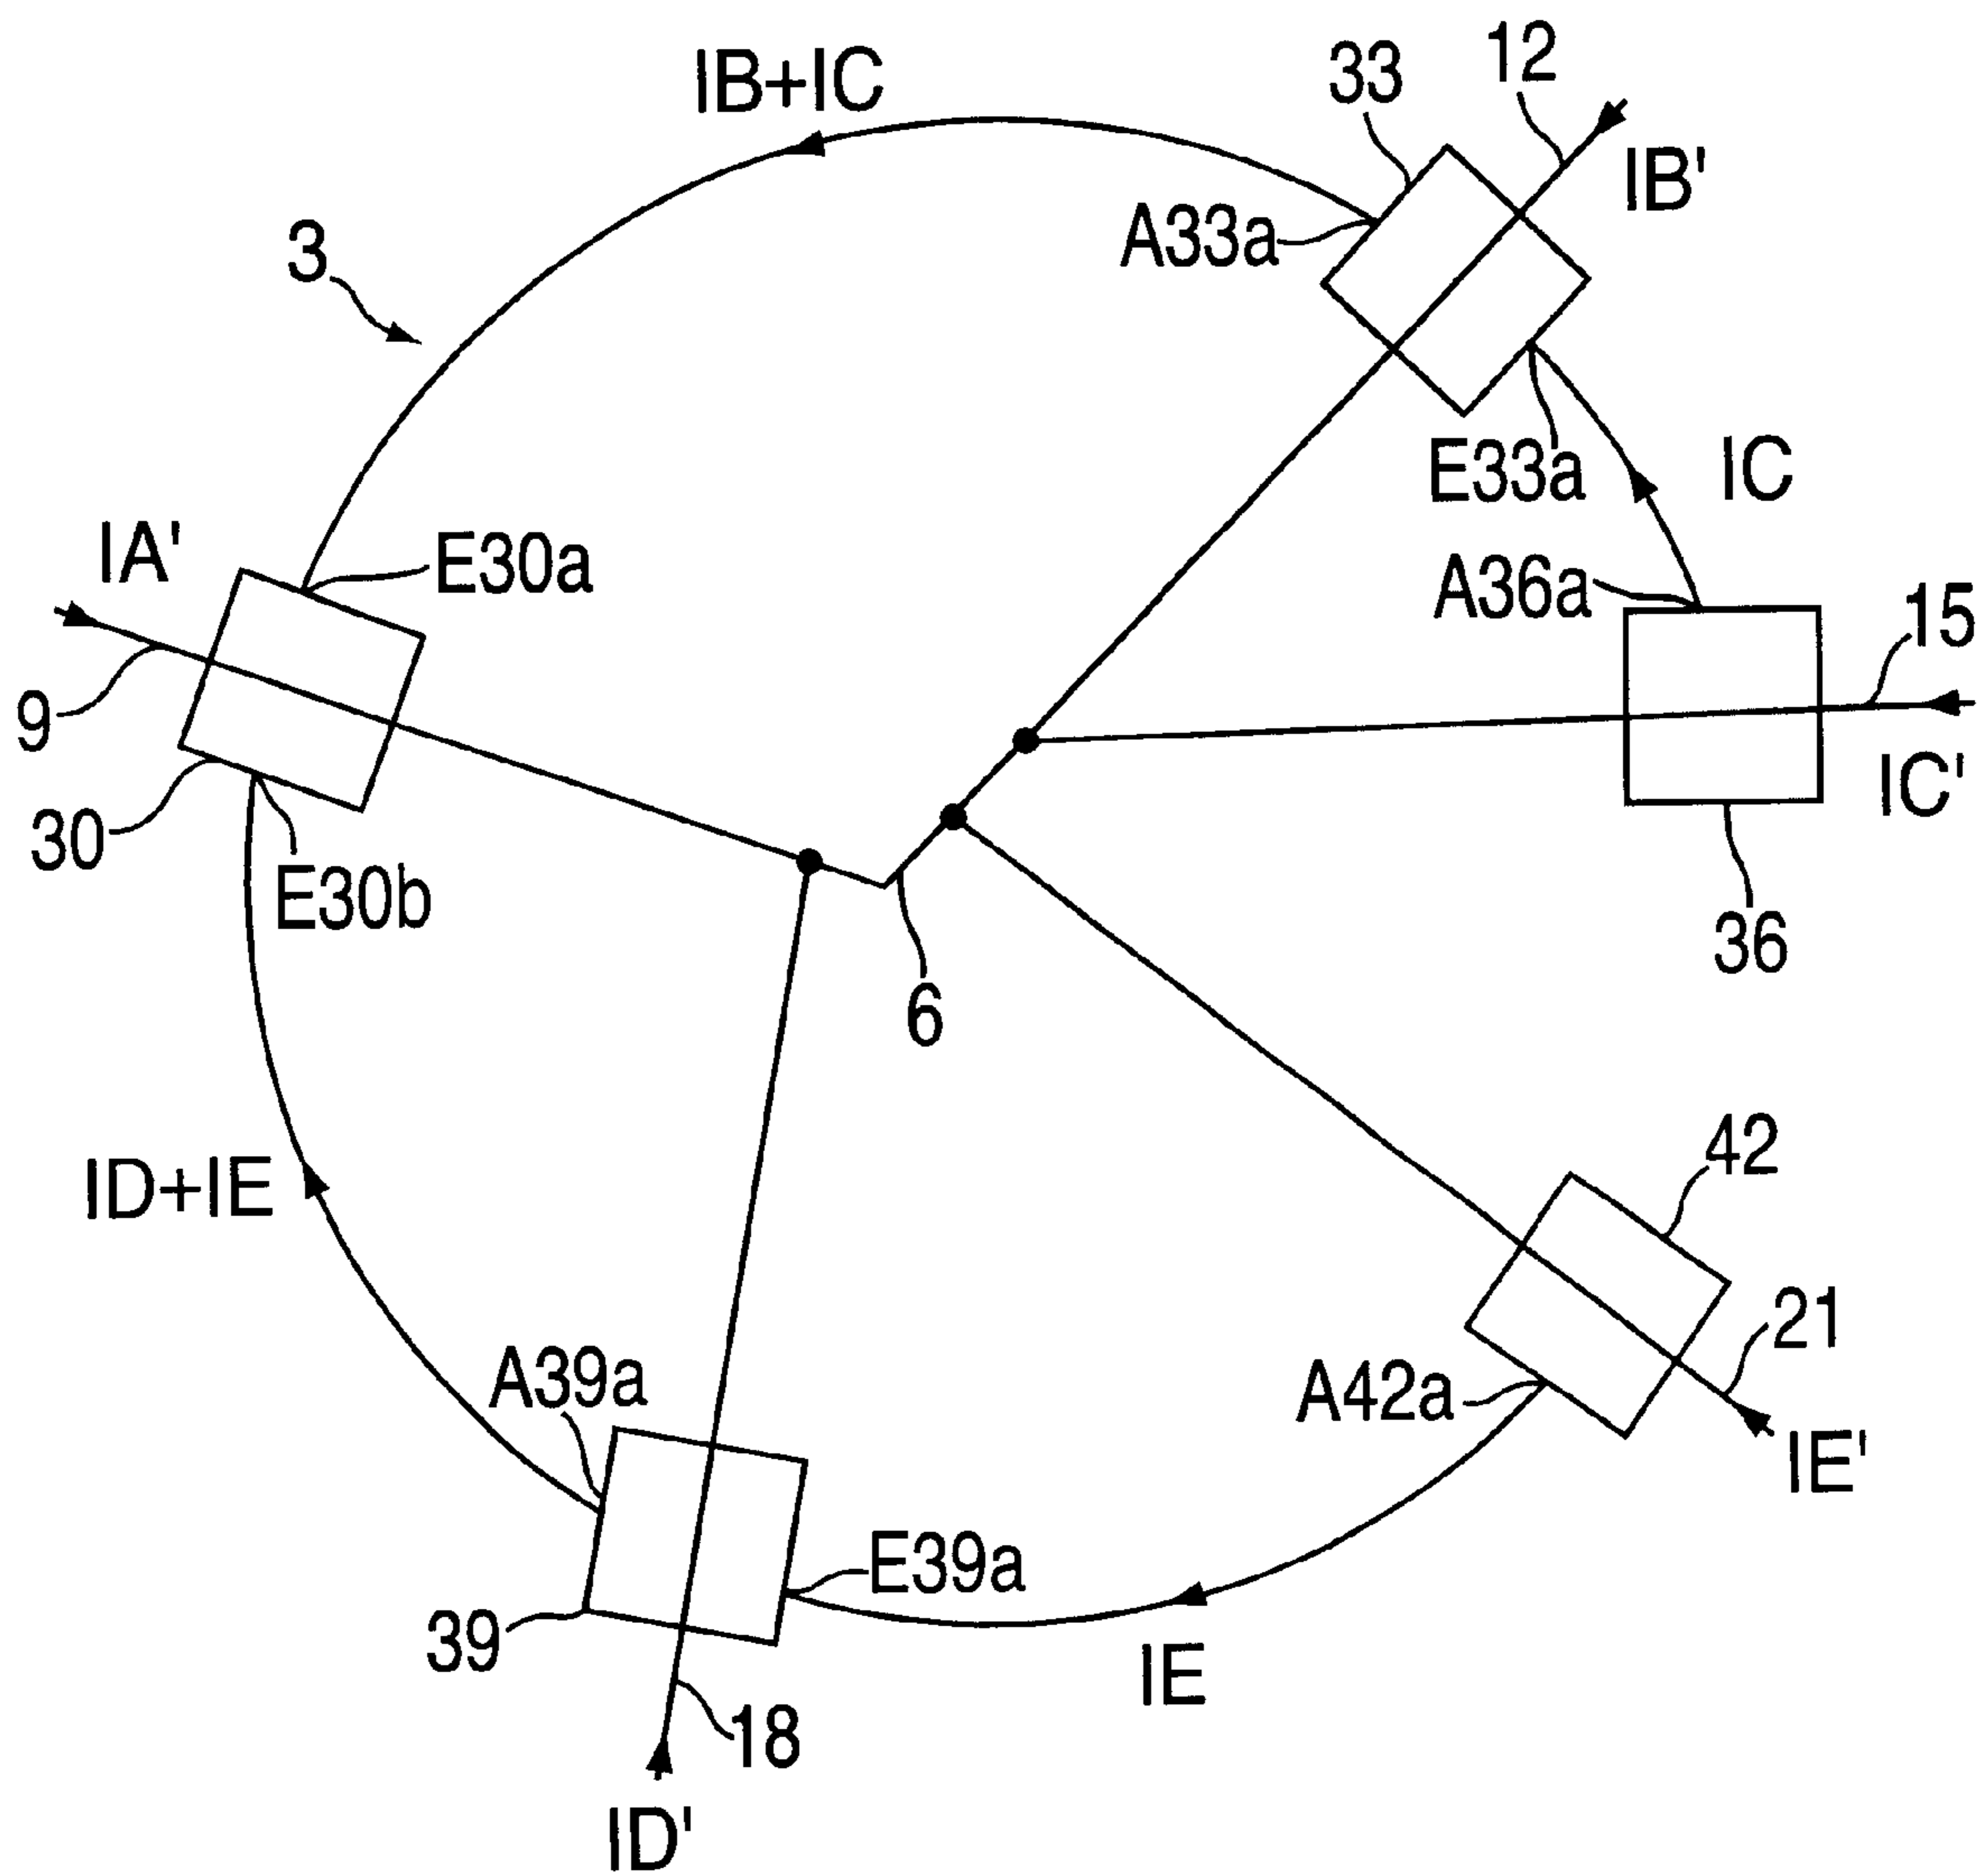 IB+IC
33
12
IB'
A33a
3
E33a
IC
IA'
E30a
A36a
15
9
IC'
30
E30b
36
6
42
ID+IE
21
A39a
A42a
IE'
E39a
39
IE
18
ID'